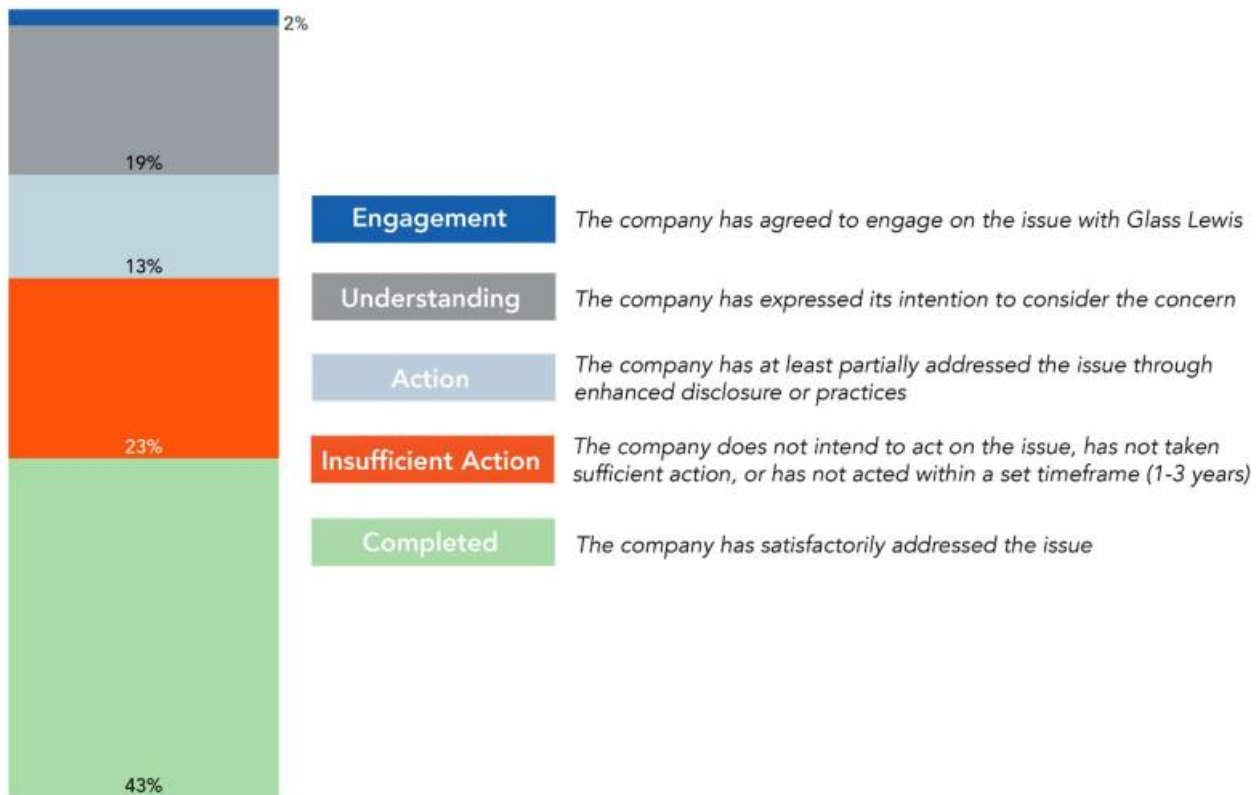 2%
19%
13%
23%
43%
Engagement
The company has agreed to engage on the issue with Glass Lewis
Understanding
The company has expressed its intention to consider the concern
Action
The company has at least partially addressed the issue through
enhanced disclosure or practices
Insufficient Action
The company does not intend to act on the issue, has not taken
sufficient action, or has not acted within a set timeframe (1-3 years)
Completed
The company has satisfactorily addressed the issue